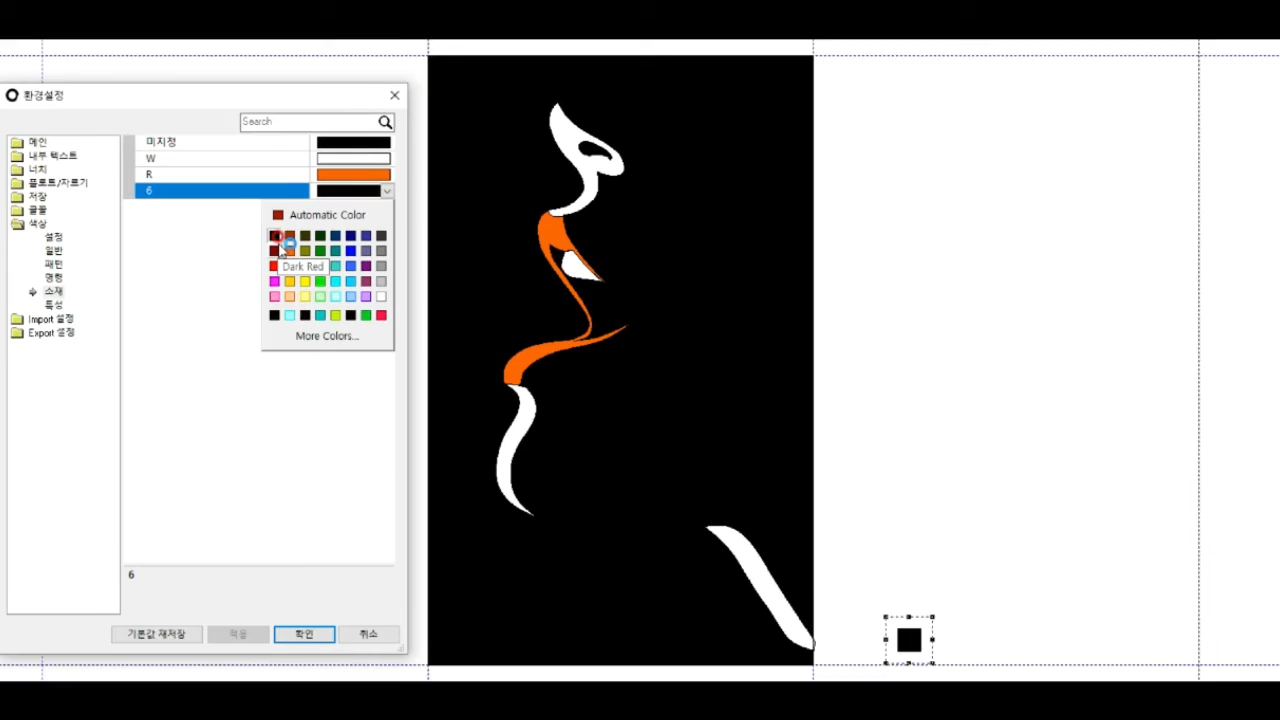 환경설정
Search
메인
내부 텍스트
너치
플로트/자르기
저장
글꼴
색상
설정
일반
패턴
명령
소재
특성
Import 설정
Export 설정
미지정
W
R
6
Automatic Color
Dark Red
More Colors...
6
기본값 재저장
적용
확인
취소